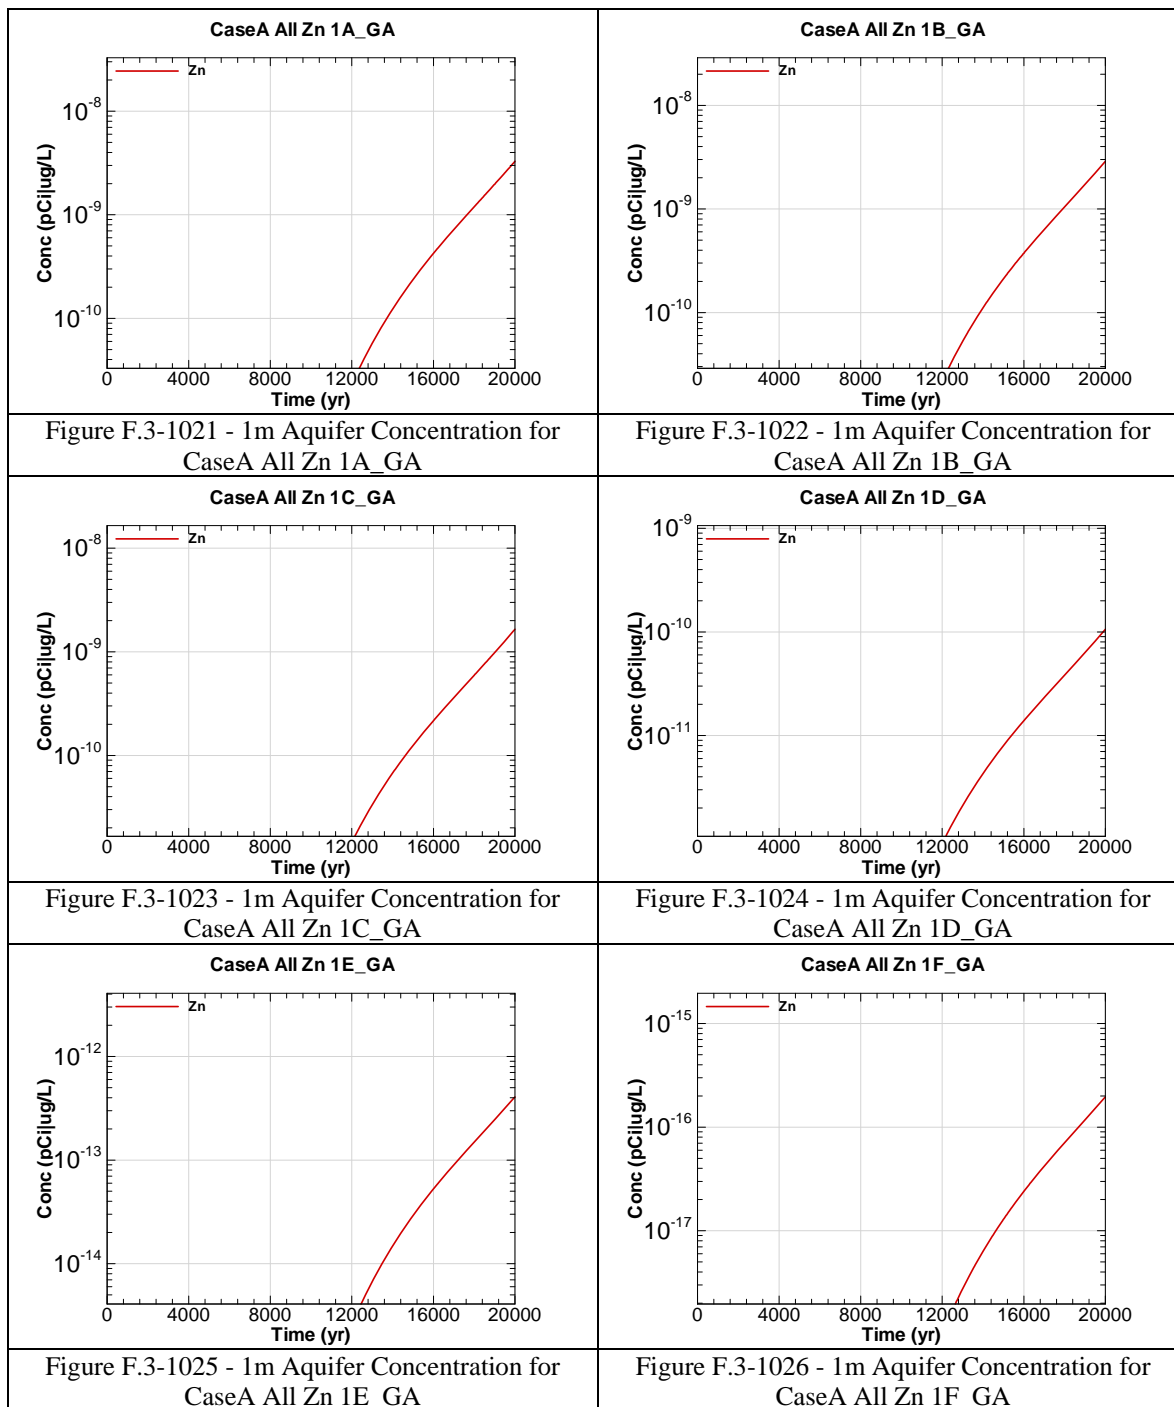 CaseA All Zn 1A_GA
Zn
10-8
10-9
10-10
Conc (pCi|ug/L)
0 4000 8000 12000 16000 20000
Time (yr)
Figure F.3-1021 - 1m Aquifer Concentration for
CaseA All Zn 1A_GA
CaseA All Zn 1B_GA
Zn
10-8
10-9
10-10
Conc (pCi|ug/L)
0 4000 8000 12000 16000 20000
Time (yr)
Figure F.3-1022 - 1m Aquifer Concentration for
CaseA All Zn 1B_GA
CaseA All Zn 1C_GA
Zn
10-8
10-9
10-10
Conc (pCi|ug/L)
0 4000 8000 12000 16000 20000
Time (yr)
Figure F.3-1023 - 1m Aquifer Concentration for
CaseA All Zn 1C_GA
CaseA All Zn 1D_GA
Zn
10-9
10-10
10-11
Conc (pCi|ug/L)
0 4000 8000 12000 16000 20000
Time (yr)
Figure F.3-1024 - 1m Aquifer Concentration for
CaseA All Zn 1D_GA
CaseA All Zn 1E_GA
Zn
10-12
10-13
10-14
Conc (pCi|ug/L)
0 4000 8000 12000 16000 20000
Time (yr)
Figure F.3-1025 - 1m Aquifer Concentration for
CaseA All Zn 1E_GA
CaseA All Zn 1F_GA
Zn
10-15
10-16
10-17
Conc (pCi|ug/L)
0 4000 8000 12000 16000 20000
Time (yr)
Figure F.3-1026 - 1m Aquifer Concentration for
CaseA All Zn 1F_GA